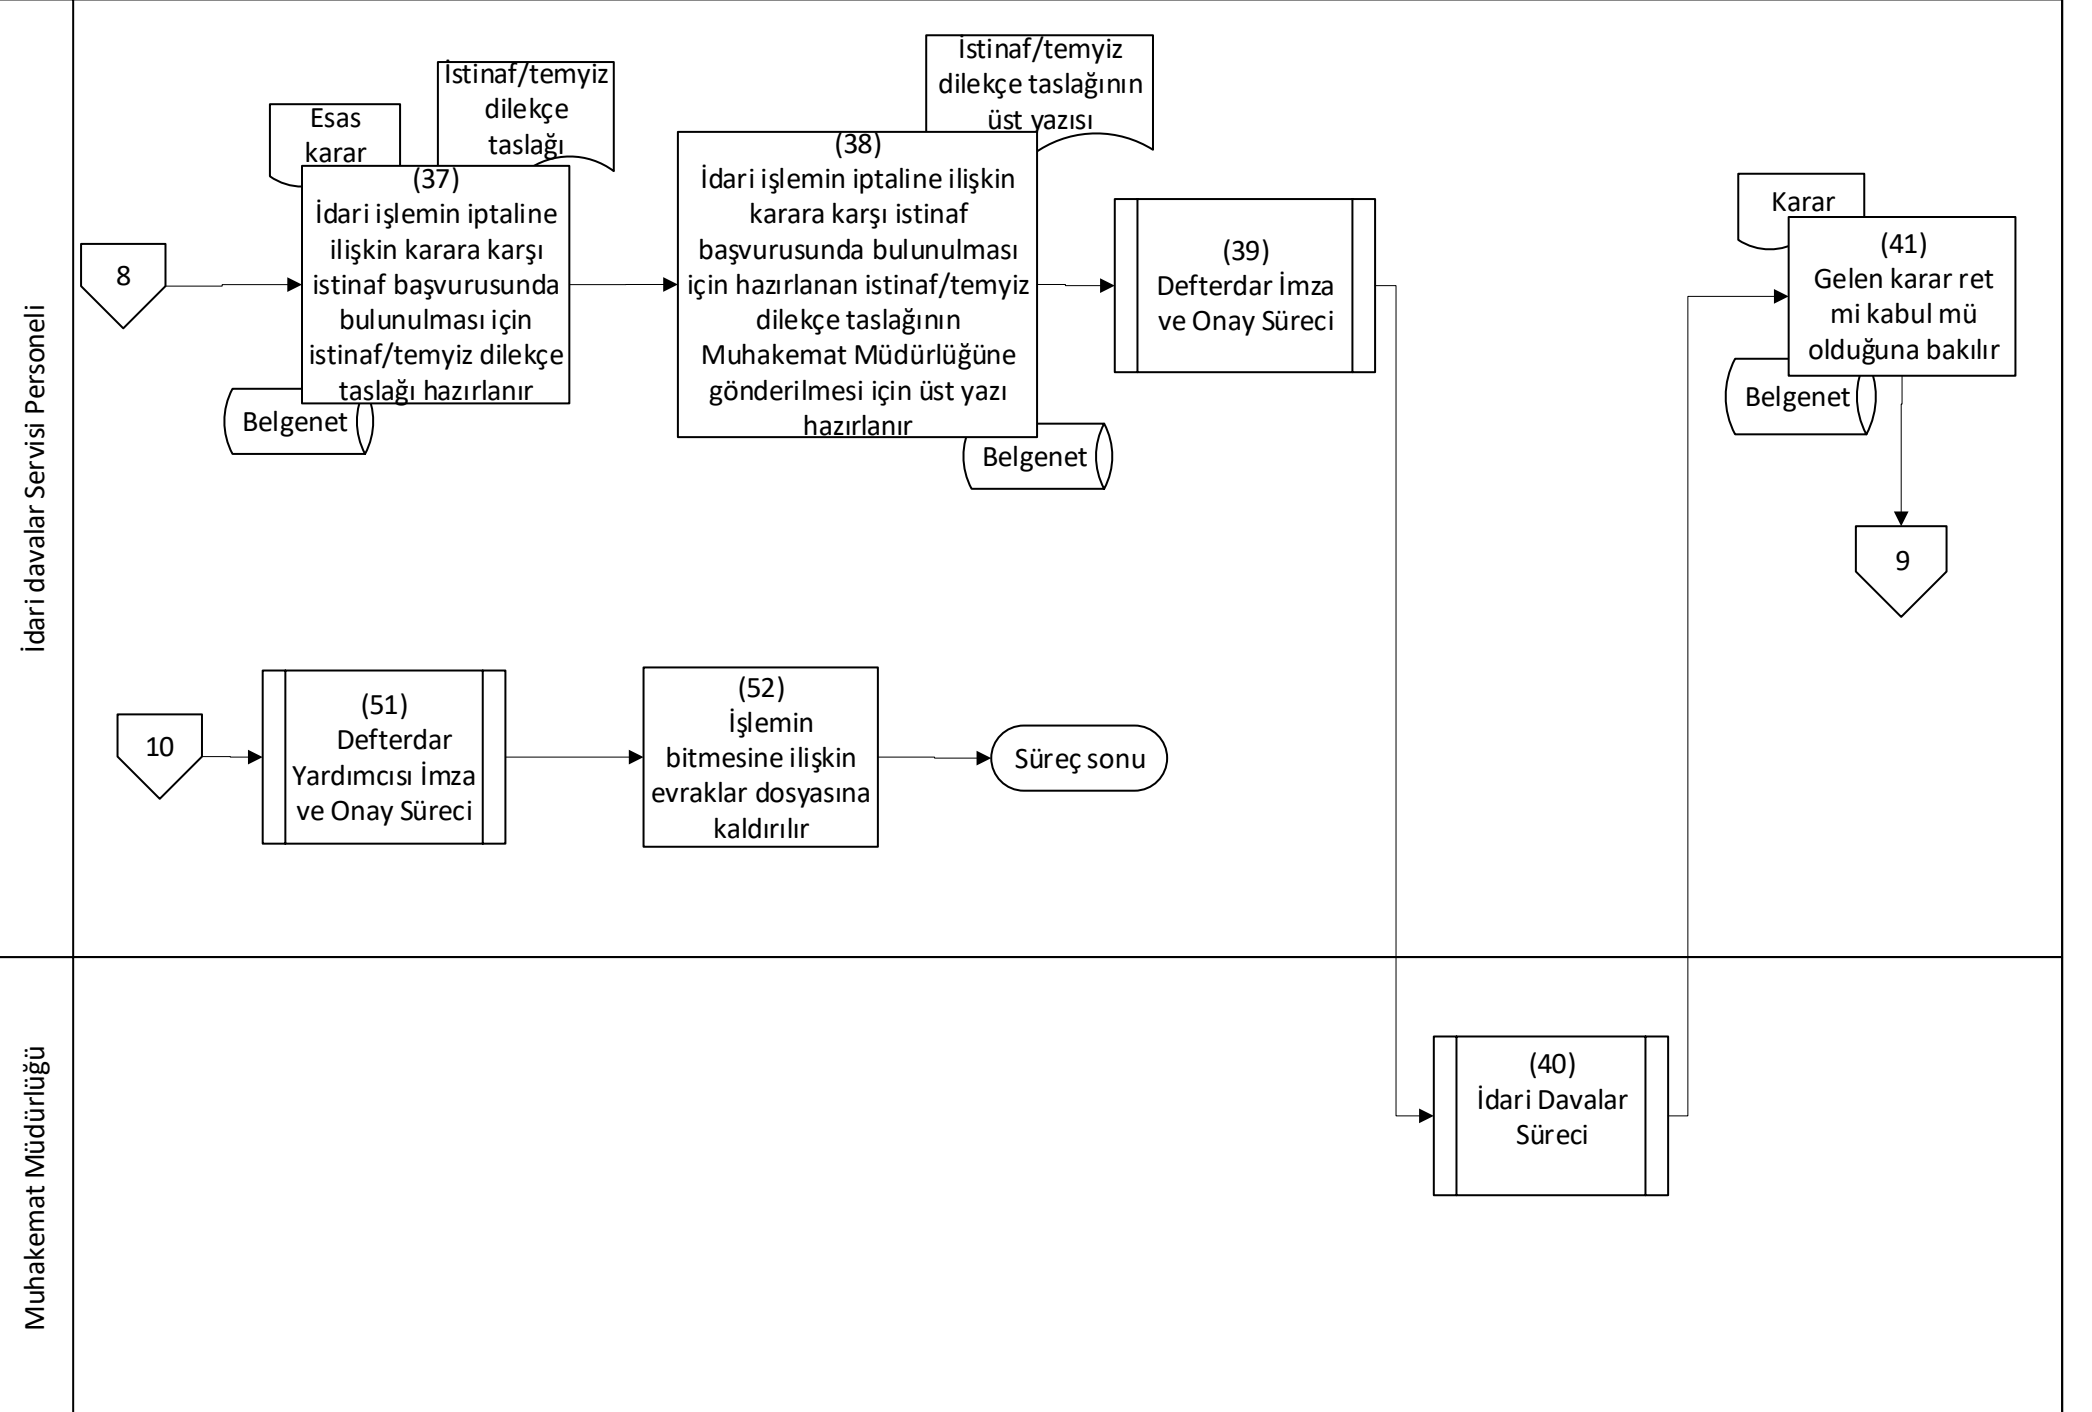 İdari davalar Servisi Personeli
8
Esas
karar
İstinaf/temyiz
dilekçe
taslağı
(37)
İdari işlemin iptaline
ilişkin karara karşı
istinaf başvurusunda
bulunulması için
istinaf/temyiz dilekçe
taslağı hazırlanır
Belgenet
İstinaf/temyiz
dilekçe taslağının
üst yazısı
(38)
İdari işlemin iptaline ilişkin
karara karşı istinaf
başvurusunda bulunulması
için hazırlanan istinaf/temyiz
dilekçe taslağının
Muhakemat Müdürlüğüne
gönderilmesi için üst yazı
hazırlanır
Belgenet
(39)
Defterdar İmza
ve Onay Süreci
Karar
(41)
Gelen karar ret
mi kabul mü
olduğuna bakılır
Belgenet
9
10
(51)
Defterdar
Yardımcısı İmza
ve Onay Süreci
(52)
İşlemin
bitmesine ilişkin
evraklar dosyasına
kaldırılır
Süreç sonu
Muhakemat Müdürlüğü
(40)
İdari Davalar
Süreci